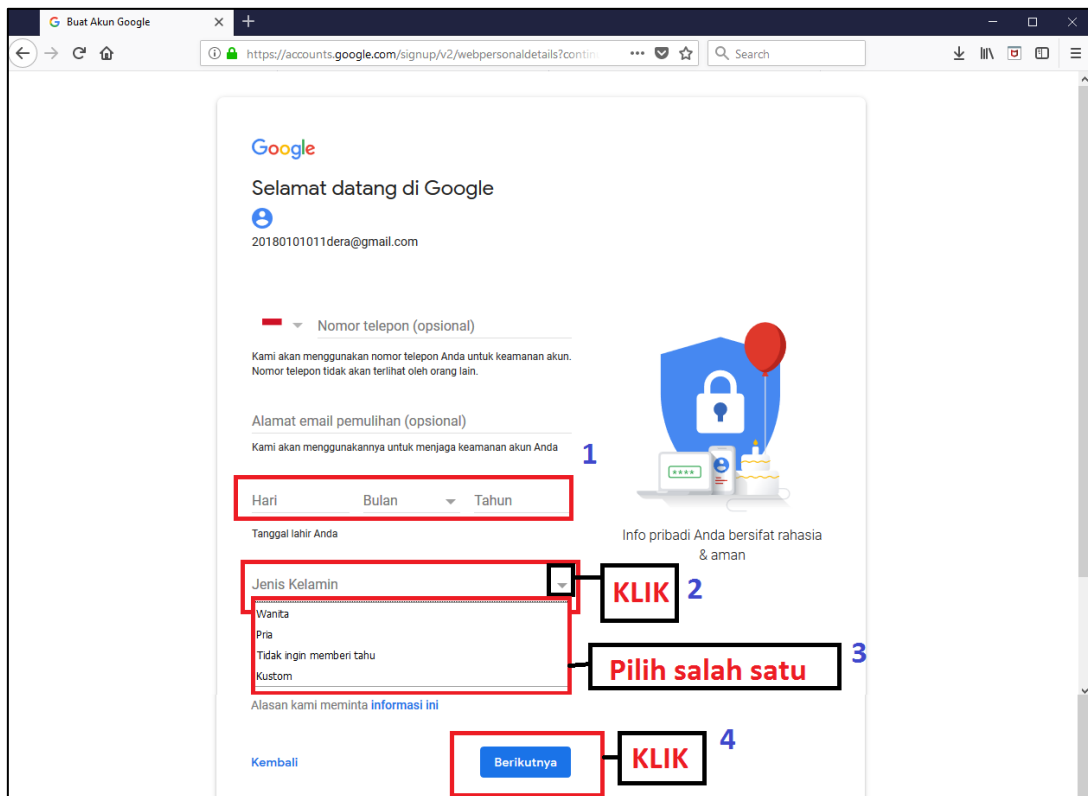 Buat Akun Google
https://accounts.google.com/signup/v2/webpersonaldetails?contin
Search
Google
Selamat datang di Google
20180101011dera@gmail.com
Nomor telepon (opsional)
Kami akan menggunakan nomor telepon Anda untuk keamanan akun.
Nomor telepon tidak akan terlihat oleh orang lain.
Alamat email pemulihan (opsional)
Kami akan menggunakannya untuk menjaga keamanan akun Anda
1
Hari Bulan Tahun
Tanggal lahir Anda
Info pribadi Anda bersifat rahasia
& aman
Jenis Kelamin
KLIK 2
Wanita
Pria
Tidak ingin memberi tahu
Kustom
Pilih salah satu 3
Alasan kami meminta informasi ini
Kembali
Berikutnya
KLIK 4
****